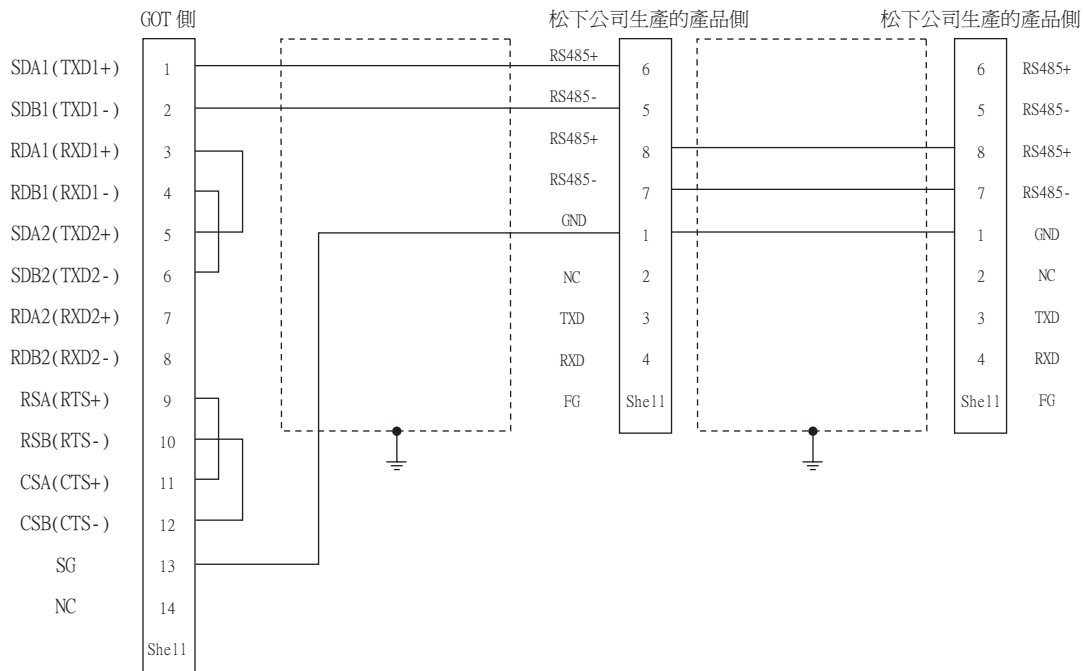 GOT 側
松下公司生產的產品側
松下公司生產的產品側
SDA1(TXD1+) 1 RS485+ 6 6 RS485+
SDB1(TXD1-) 2 RS485- 5 5 RS485-
RDA1(RXD1+) 3 RS485+ 8 8 RS485+
RDB1(RXD1-) 4 RS485- 7 7 RS485-
SDA2(TXD2+) 5 GND 1 1 GND
SDB2(TXD2-) 6 NC 2 2 NC
RDA2(RXD2+) 7 TXD 3 3 TXD
RDB2(RXD2-) 8 RXD 4 4 RXD
RSA(RTS+) 9 FG Shell Shell FG
RSB(RTS-) 10
CSA(CTS+) 11
CSB(CTS-) 12
SG 13
NC 14
Shell